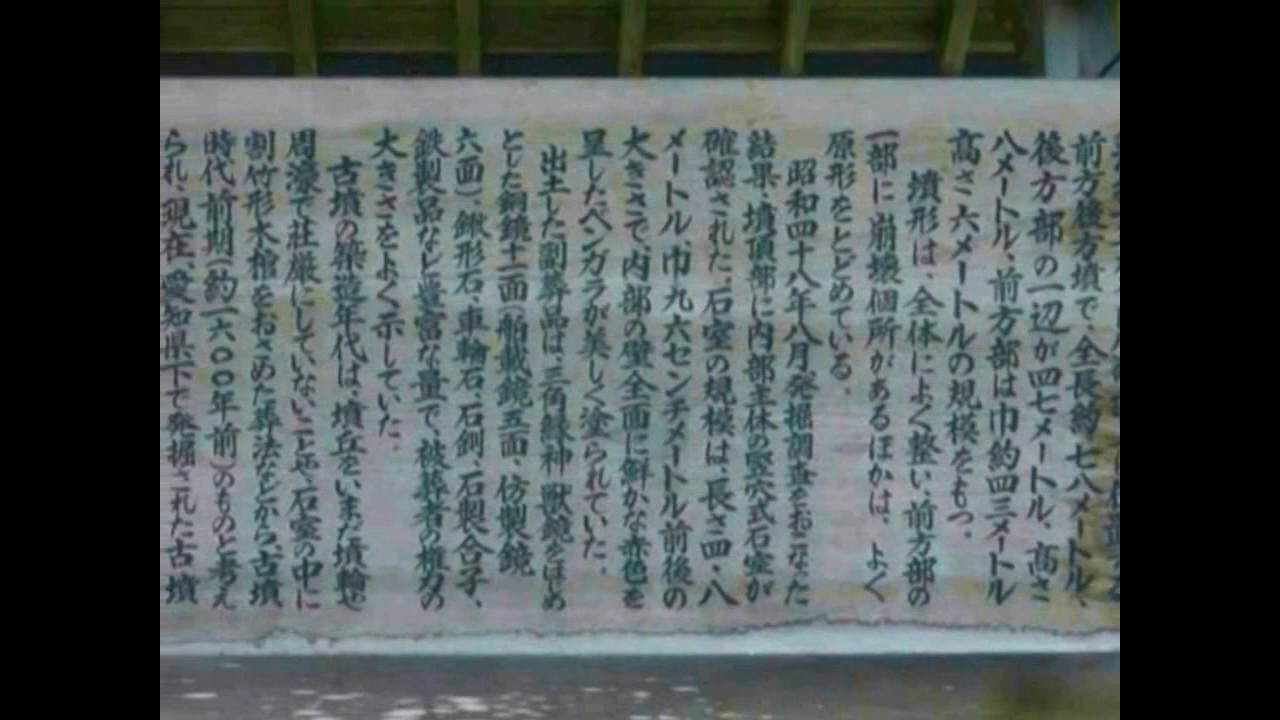 前方後方墳で、全長約、七八メートル、
後方部の一辺が四七メートル、高さ
八メートル、前方部は巾約四三メートル
高さ六メートルの規模をもつ。
墳形は、全体によく整い、前方部の
一部に崩壊個所があるほかは、よく
原形をとどめている。
昭和四十八年八月発掘調査をおこなった
結果、墳頂部に内部主体の竪穴式石室が
確認された。石室の規模は、長さ四・八
メートル、巾九六センチメートル前後の
大きさで、内部の壁全面に鮮かな赤色を
呈したベンガラが美しく塗られていた。
出土した副葬品は、三角縁神獣鏡をはじめ
とした銅鏡十一面(舶載鏡五面、仿製鏡
六面)、鍬形石、車輪石、石釧、石製合子、
鉄製品など豊富な量で、被葬者の権力の
大きさをよく示していた。
古墳の築造年代は、墳丘をいまだ墳輪や
周濠で荘厳にしていないことや、石室の中に
割竹形木棺をおさめた葬法などから、古墳
時代前期(約一六〇〇年前)のものと考え
られ、現在、愛知県下で発掘された古墳